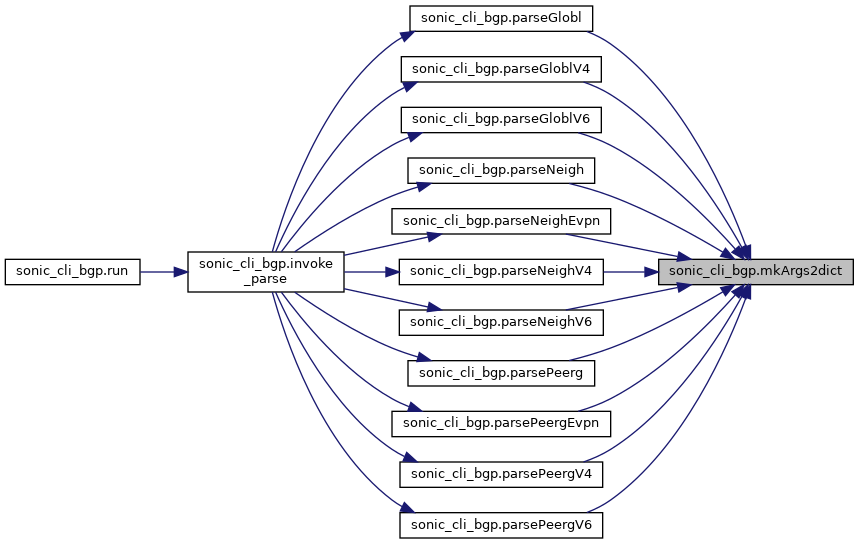 sonic_cli_bgp.parseGlobl
sonic_cli_bgp.parseGloblV4
sonic_cli_bgp.parseGloblV6
sonic_cli_bgp.parseNeigh
sonic_cli_bgp.parseNeighEvpn
sonic_cli_bgp.run
sonic_cli_bgp.invoke
_parse
sonic_cli_bgp.parseNeighV4
sonic_cli_bgp.mkArgs2dict
sonic_cli_bgp.parseNeighV6
sonic_cli_bgp.parsePeerg
sonic_cli_bgp.parsePeergEvpn
sonic_cli_bgp.parsePeergV4
sonic_cli_bgp.parsePeergV6